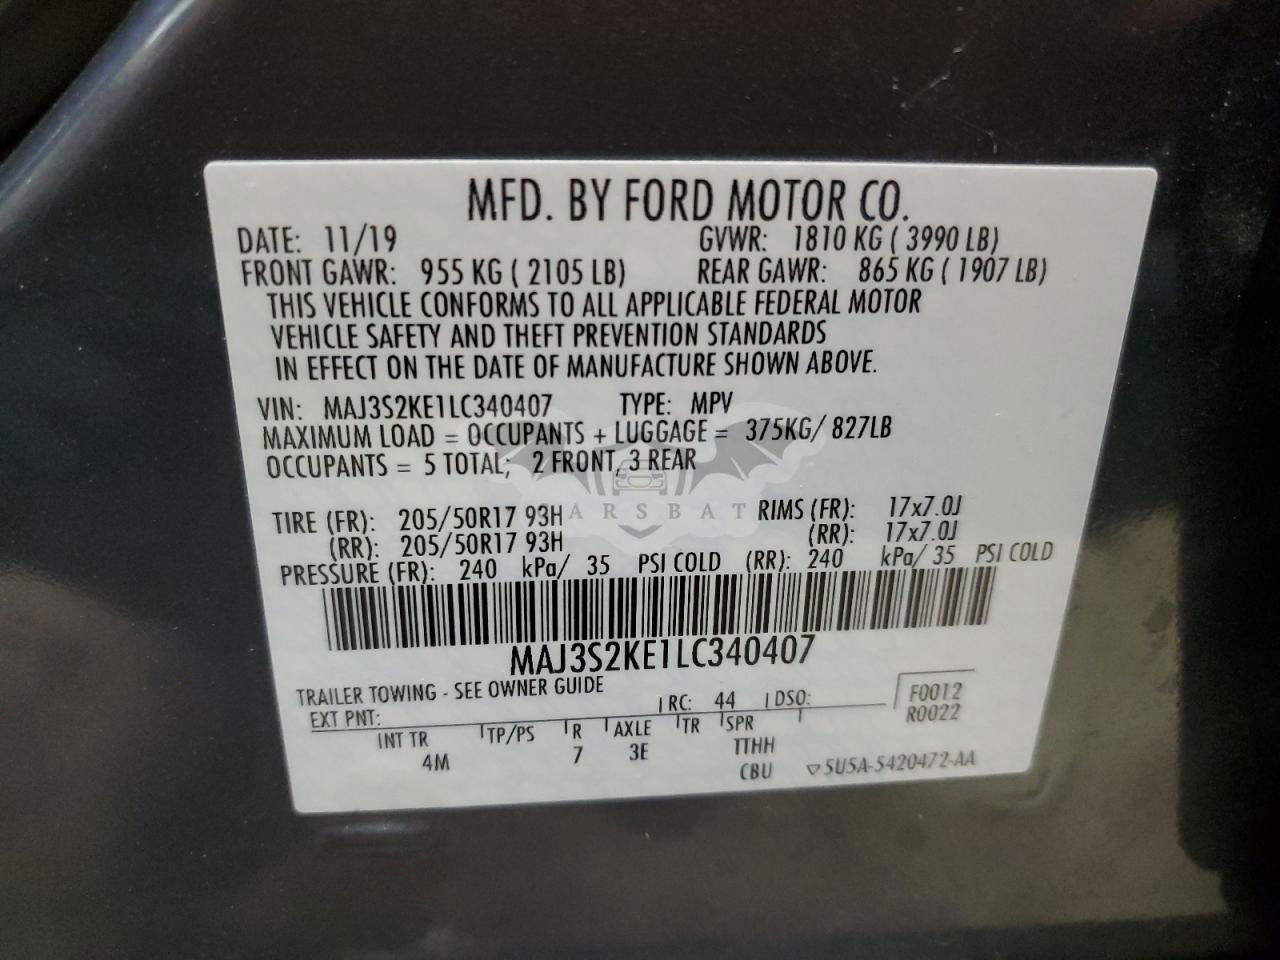 MFD. BY FORD MOTOR CO.
DATE: 11/19 GVWR: 1810 KG ( 3990 LB)
FRONT GAWR: 955 KG ( 2105 LB) REAR GAWR: 865 KG ( 1907 LB)
THIS VEHICLE CONFORMS TO ALL APPLICABLE FEDERAL MOTOR
VEHICLE SAFETY AND THEFT PREVENTION STANDARDS
IN EFFECT ON THE DATE OF MANUFACTURE SHOWN ABOVE.
VIN: MAJ3S2KE1LC340407 TYPE: MPV
MAXIMUM LOAD = OCCUPANTS + LUGGAGE = 375KG/ 827LB
OCCUPANTS = 5 TOTAL; 2 FRONT, 3 REAR
ARSBAT
TIRE (FR): 205/50R17 93H RIMS (FR): 17x7.0J
(RR): 205/50R17 93H (RR): 17x7.0J
PRESSURE (FR): 240 kPa/ 35 PSI COLD (RR): 240 kPa/ 35 PSI COLD
MAJ3S2KE1LC340407
TRAILER TOWING - SEE OWNER GUIDE
EXT PNT: RC: 44 DSO: F0012
R0022
INT TR TP/PS R AXLE TR SPR
4M 7 3E TTHH
CBU ▽5U5A-5420472-AA